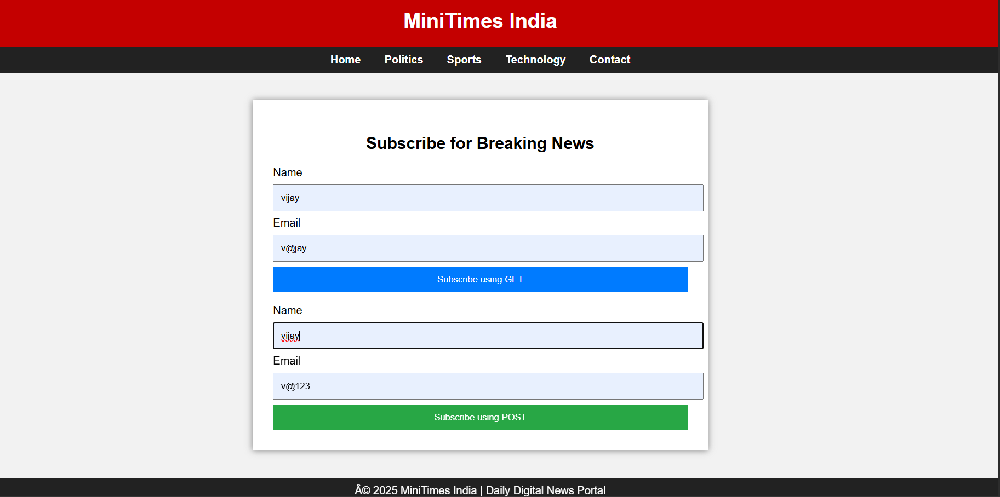 MiniTimes India
Home Politics Sports Technology Contact
Subscribe for Breaking News
Name
vijay
Email
v@jay
Subscribe using GET
Name
vijay
Email
v@123
Subscribe using POST
Â© 2025 MiniTimes India | Daily Digital News Portal